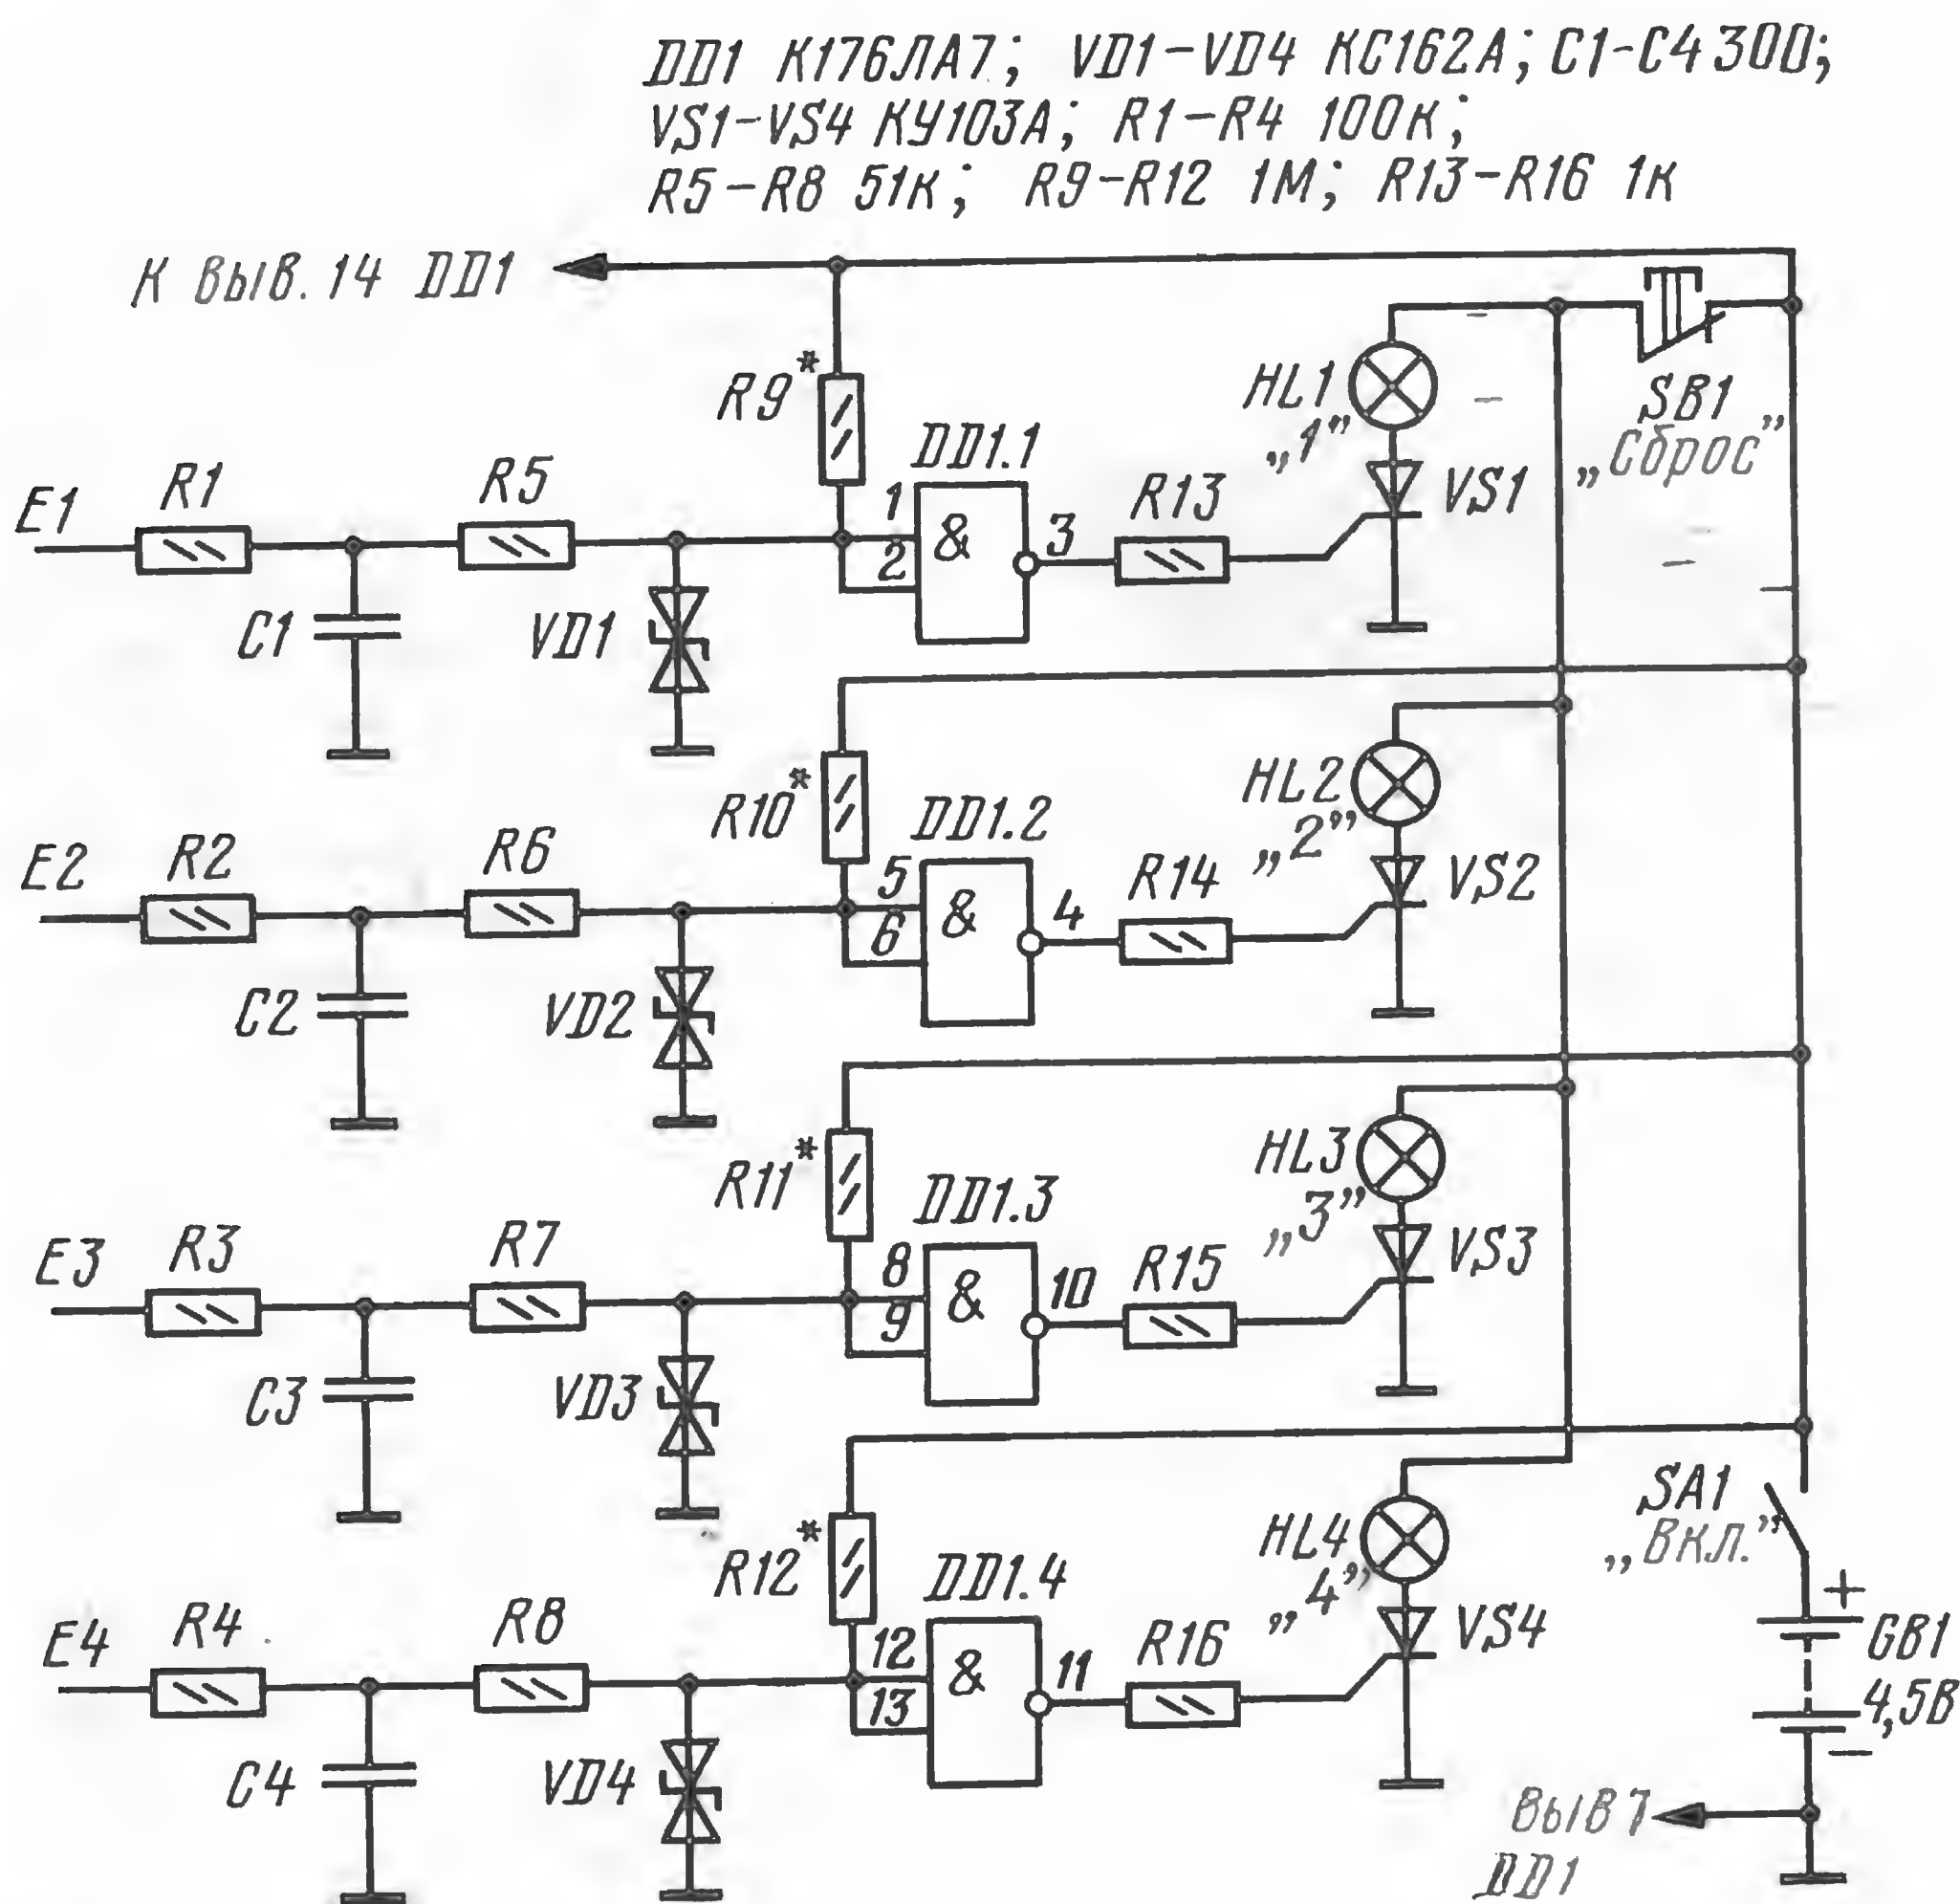 DD1 К176ЛА7; VD1-VD4 КС162А; C1-C4 300;
VS1-VS4 КУ103А; R1-R4 100к;
R5-R8 51к; R9-R12 1М; R13-R16 1к
К выв. 14 DD1
R9*
HL1
„1”
SB1
„Сброс”
DD1.1
E1
R1
R5
1
2
&
3
R13
VS1
C1
VD1
R10*
HL2
„2”
DD1.2
E2
R2
R6
5
6
&
4
R14
VS2
C2
VD2
R11*
HL3
„3”
DD1.3
E3
R3
R7
8
9
&
10
R15
VS3
C3
VD3
SA1
„Вкл.”
R12*
HL4
„4”
DD1.4
E4
R4
R8
12
13
&
11
R16
VS4
+
GB1
4,5В
−
C4
VD4
Выв 7
DD1